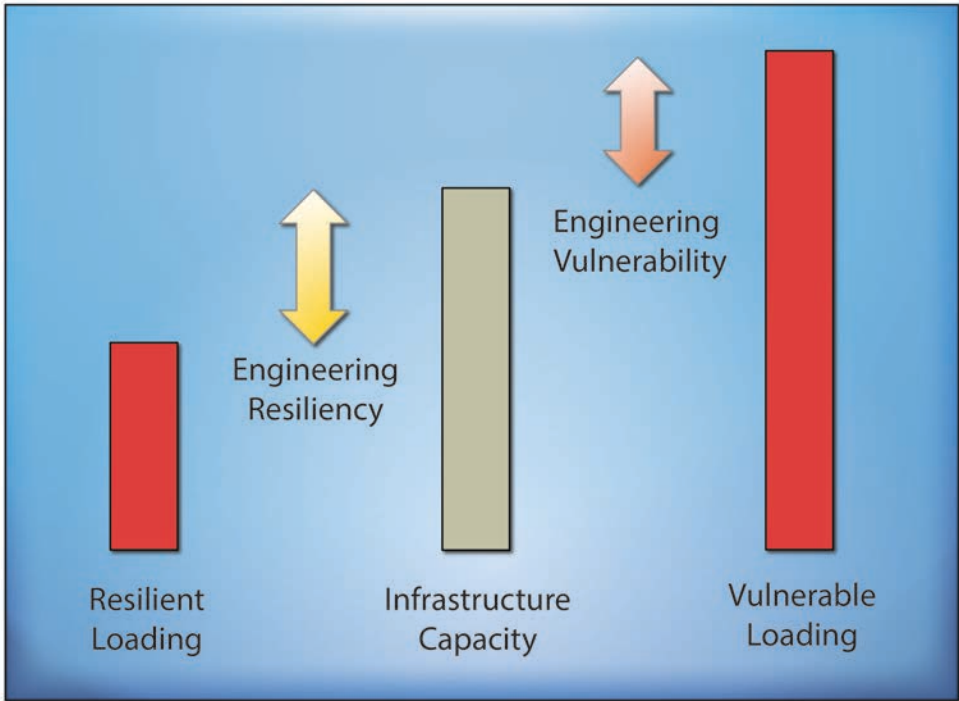 Engineering
Vulnerability
Engineering
Resiliency
Resilient
Loading
Infrastructure
Capacity
Vulnerable
Loading